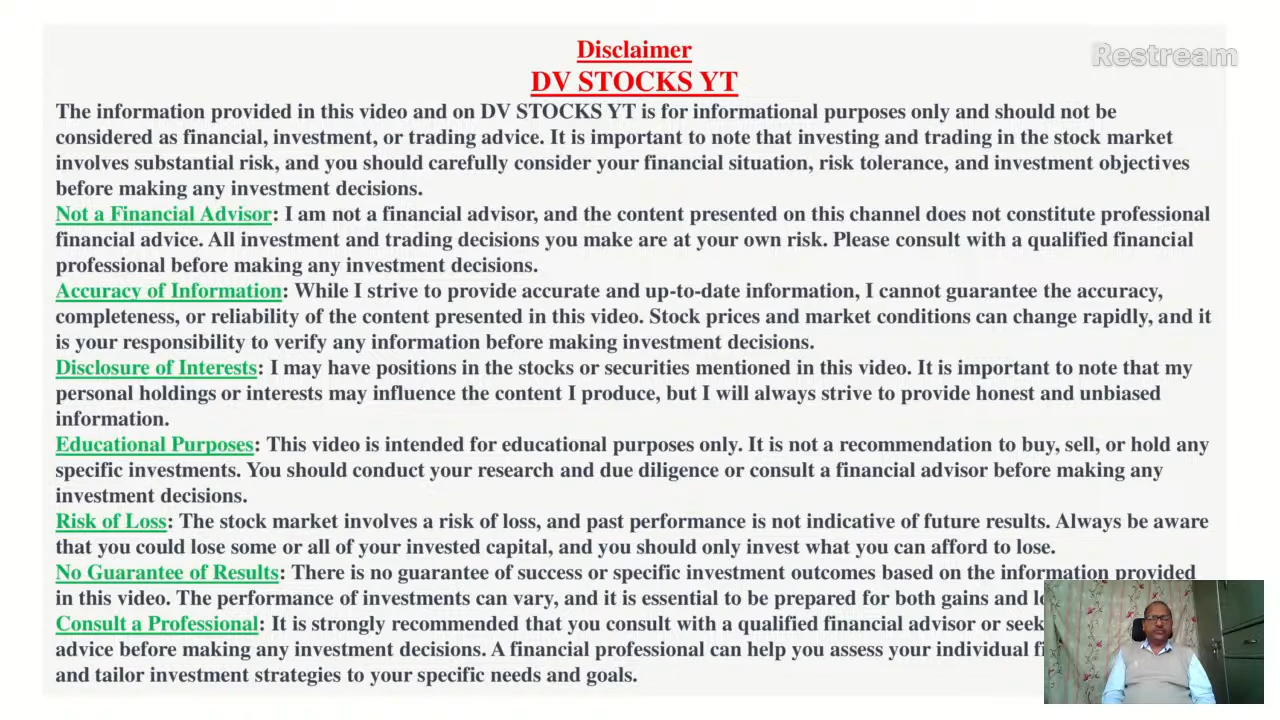 Disclaimer
Restream
DV STOCKS YT
The information provided in this video and on DV STOCKS YT is for informational purposes only and should not be
considered as financial, investment, or trading advice. It is important to note that investing and trading in the stock market
involves substantial risk, and you should carefully consider your financial situation, risk tolerance, and investment objectives
before making any investment decisions.
Not a Financial Advisor: I am not a financial advisor, and the content presented on this channel does not constitute professional
financial advice. All investment and trading decisions you make are at your own risk. Please consult with a qualified financial
professional before making any investment decisions.
Accuracy of Information: While I strive to provide accurate and up-to-date information, I cannot guarantee the accuracy,
completeness, or reliability of the content presented in this video. Stock prices and market conditions can change rapidly, and it
is your responsibility to verify any information before making investment decisions.
Disclosure of Interests: I may have positions in the stocks or securities mentioned in this video. It is important to note that my
personal holdings or interests may influence the content I produce, but I will always strive to provide honest and unbiased
information.
Educational Purposes: This video is intended for educational purposes only. It is not a recommendation to buy, sell, or hold any
specific investments. You should conduct your research and due diligence or consult a financial advisor before making any
investment decisions.
Risk of Loss: The stock market involves a risk of loss, and past performance is not indicative of future results. Always be aware
that you could lose some or all of your invested capital, and you should only invest what you can afford to lose.
No Guarantee of Results: There is no guarantee of success or specific investment outcomes based on the information provided
in this video. The performance of investments can vary, and it is essential to be prepared for both gains and
Consult a Professional: It is strongly recommended that you consult with a qualified financial advisor or seek
advice before making any investment decisions. A financial professional can help you assess your individual
and tailor investment strategies to your specific needs and goals.